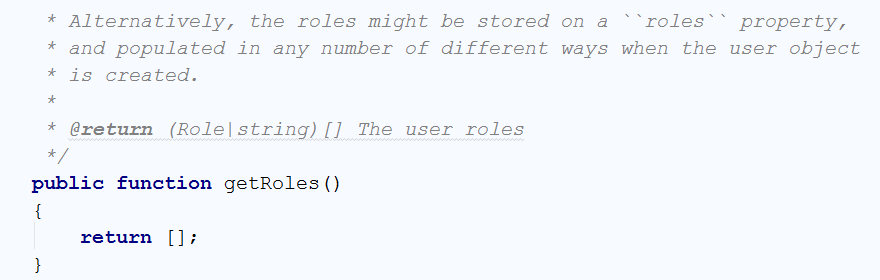 * Alternatively, the roles might be stored on a ``roles`` property,
* and populated in any number of different ways when the user object
* is created.
*
* @return (Role|string)[] The user roles
*/
public function getRoles()
{
    return [];
}